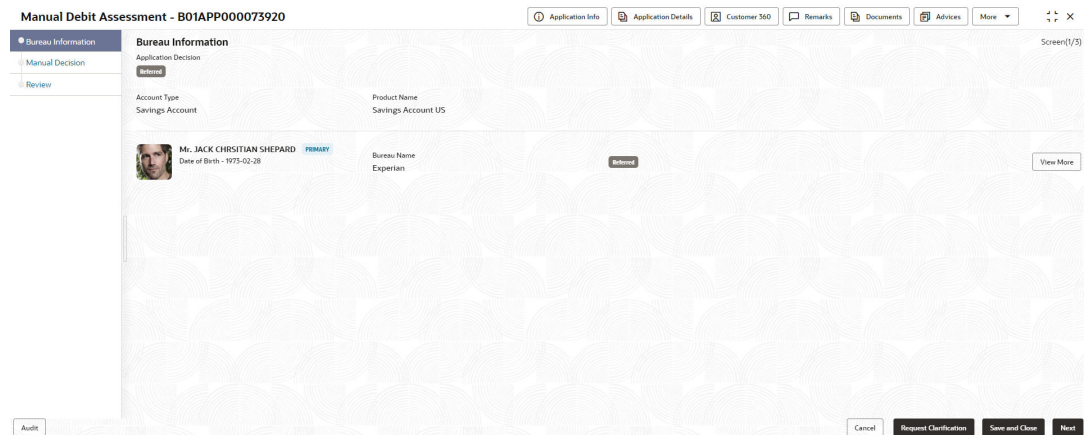 Manual Debit Assessment - B01APP000073920
Application Info
Application Details
Customer 360
Remarks
Documents
Advices
More
Bureau Information
Manual Decision
Review
Bureau Information
Screen(1/3)
Application Decision
Referred
Account Type
Product Name
Savings Account
Savings Account US
Mr. JACK CHRSITIAN SHEPARD PRIMARY
Date of Birth - 1973-02-28
Bureau Name
Experian
Referred
View More
Audit
Cancel
Request Clarification
Save and Close
Next